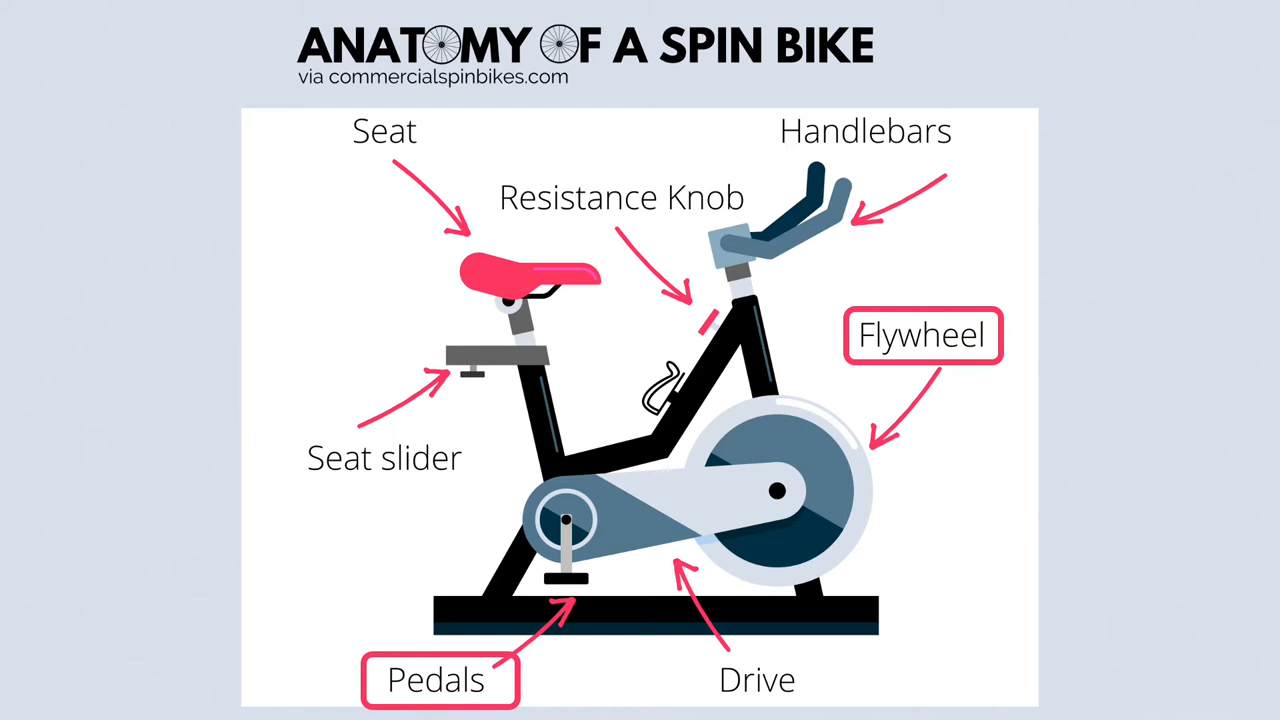 ANATOMY OF A SPIN BIKE
via commercialspinbikes.com
Seat
Handlebars
Resistance Knob
Flywheel
Seat slider
Pedals
Drive